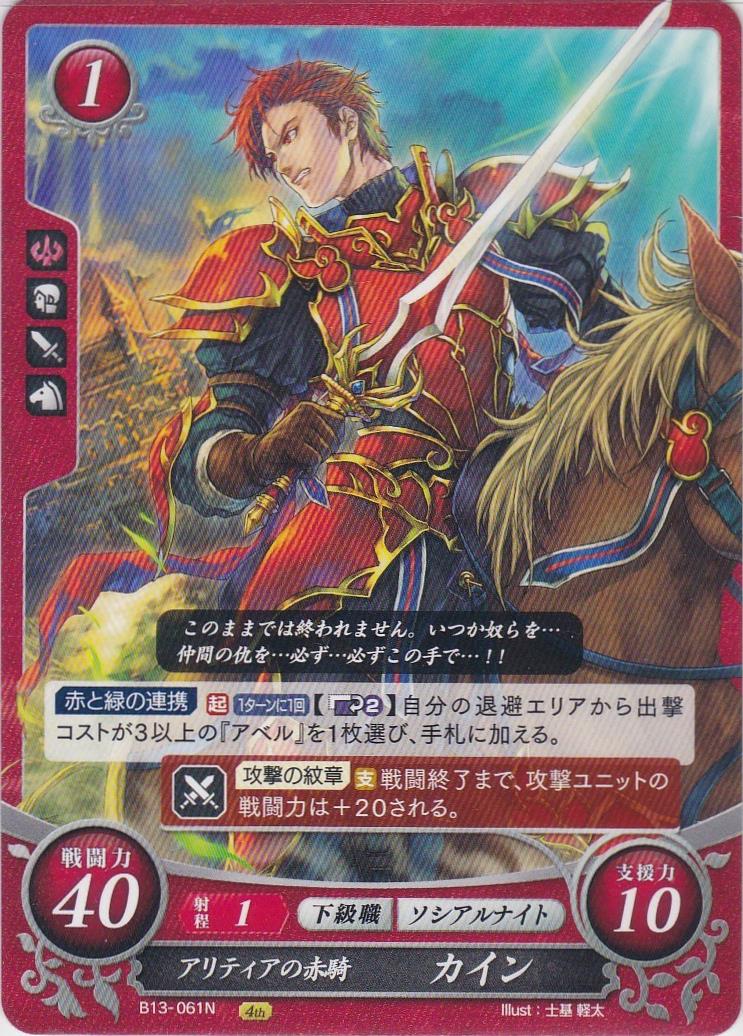 1
このままでは終われません。いつか奴らを…
仲間の仇を…必ず…必ずこの手で…!!
赤と緑の連携 起 1ターンに1回【2】自分の退避エリアから出撃
コストが3以上の『アベル』を1枚選び、手札に加える。
攻撃の紋章 支 戦闘終了まで、攻撃ユニットの
戦闘力は+20される。
戦闘力
40
射程
1
下級職
ソシアルナイト
支援力
10
アリティアの赤騎 カイン
B13-061N 4th Illust:士基 軽太